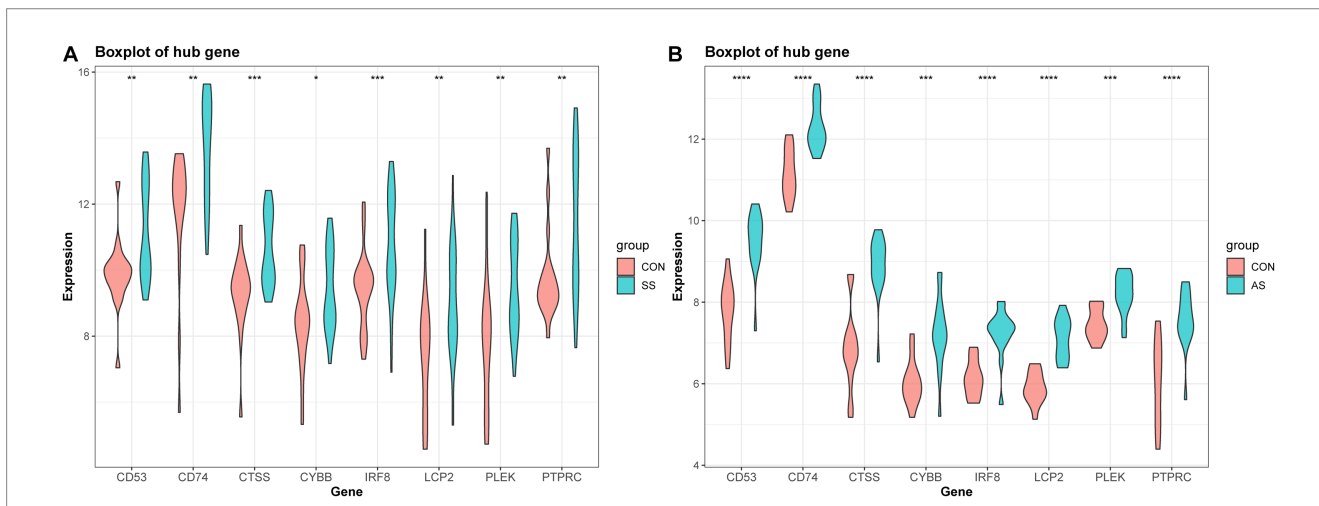 A
Boxplot of hub gene
** ** *** * *** ** ** **
16
12
8
Expression
CD53 CD74 CTSS CYBB IRF8 LCP2 PLEK PTPRC
Gene
group
CON
SS
B
Boxplot of hub gene
**** **** **** *** **** **** *** ****
12
10
8
6
4
Expression
CD53 CD74 CTSS CYBB IRF8 LCP2 PLEK PTPRC
Gene
group
CON
AS